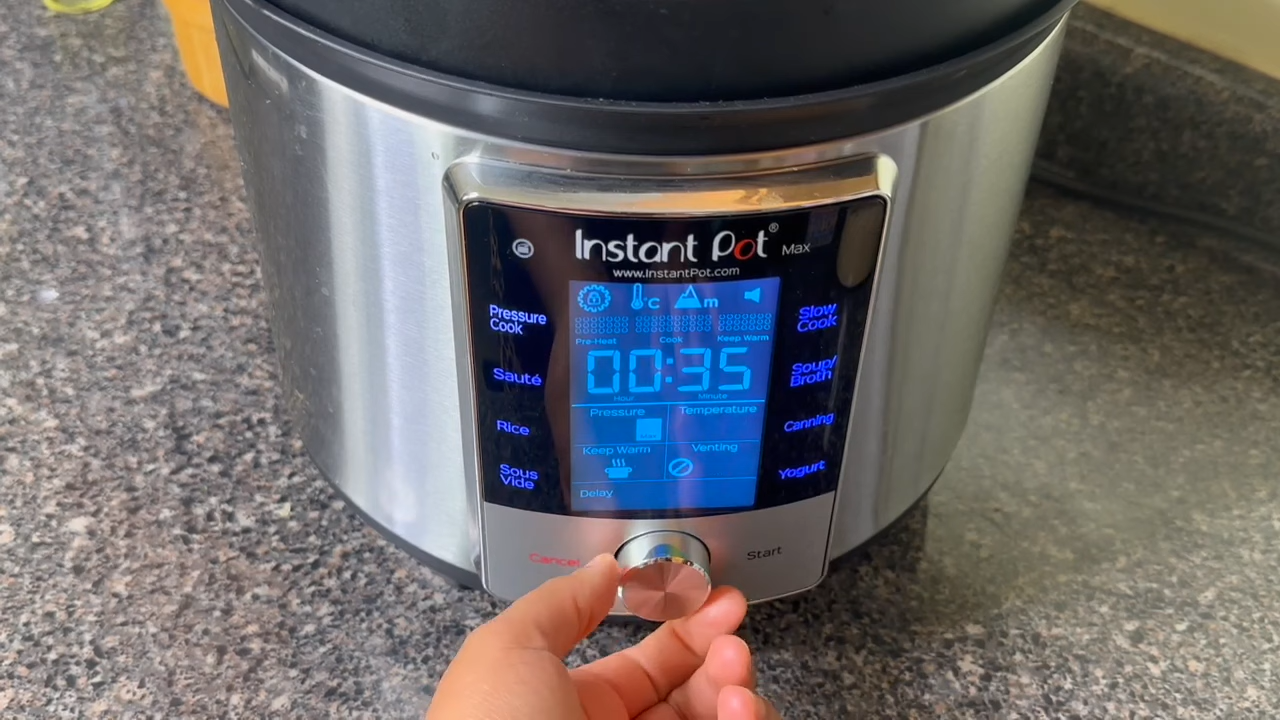 Instant Pot® Max
www.InstantPot.com
Pressure
Cook
Sauté
Rice
Sous
Vide
C
m
Pre-Heat
Cook
Keep Warm
00:35
Hour
Minute
Pressure
Temperature
Max
Keep Warm
Venting
Delay
Slow
Cook
Soup/
Broth
Canning
Yogurt
Cancel
Start